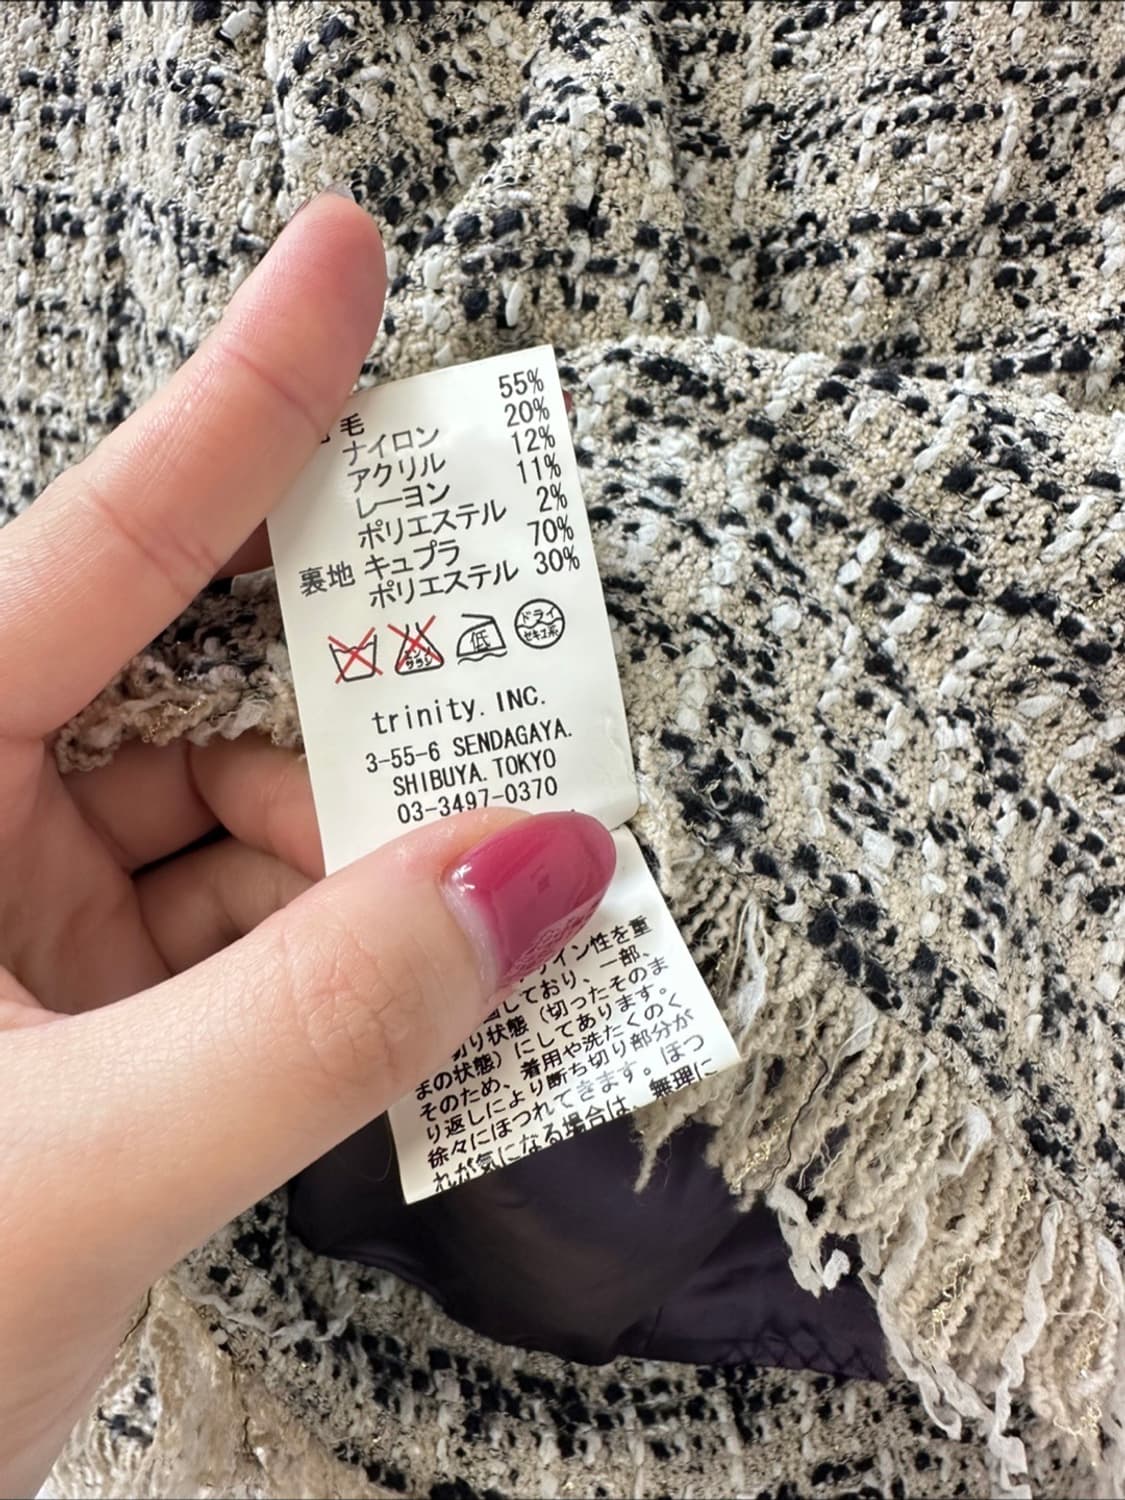 毛 55%
ナイロン 20%
アクリル 12%
レーヨン 11%
ポリエステル 2%
裏地 キュプラ 70%
ポリエステル 30%
エンソ
サラシ
低
ドライ
セキユ系
trinity. INC.
3-55-6 SENDAGAYA.
SHIBUYA. TOKYO
03-3497-0370
イン性を重
しており、一部、
切り状態（切ったそのま
まの状態）にしてあります。
そのため、着用や洗たくのく
り返しにより断ち切り部分が
徐々にほつれてきます。ほつ
れが気になる場合は、無理に